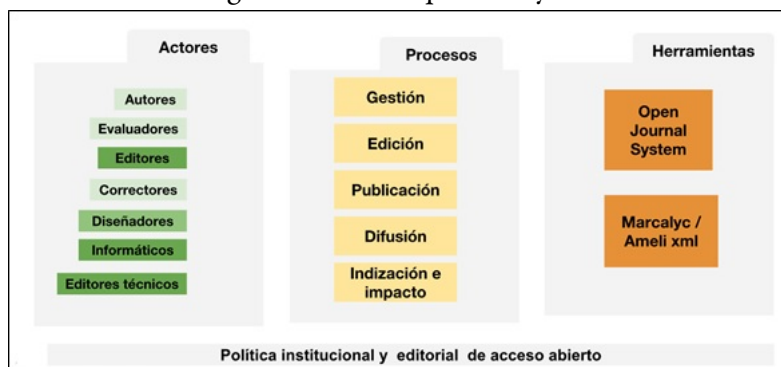 Actores
Autores
Evaluadores
Editores
Correctores
Diseñadores
Informáticos
Editores técnicos
Procesos
Gestión
Edición
Publicación
Difusión
Indización e
impacto
Herramientas
Open
Journal
System
Marcalyc /
Ameli xml
Política institucional y editorial de acceso abierto